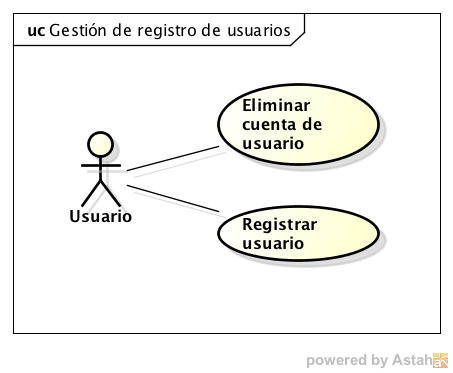 uc Gestión de registro de usuarios
Eliminar
cuenta de
usuario
Usuario
Registrar
usuario
powered by Astah